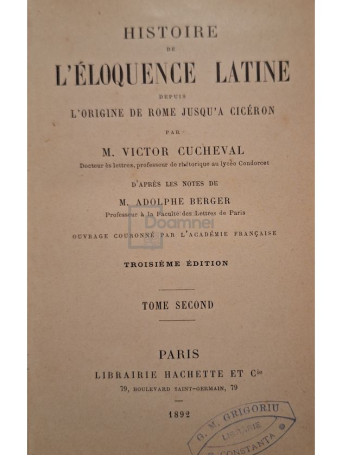 HISTOIRE
DE
L'ÉLOQUENCE LATINE
DEPUIS
L'ORIGINE DE ROME JUSQU'A CICÉRON
PAR
M. VICTOR CUCHEVAL
Docteur ès lettres, professeur de rhétorique au lycée Condorcet
D'APRÈS LES NOTES DE
M. ADOLPHE BERGER
Professeur à la Faculté des Lettres de Paris
Doamnei
OUVRAGE COURONNÉ PAR L'ACADÉMIE FRANÇAISE
TROISIÈME ÉDITION
TOME SECOND
PARIS
LIBRAIRIE HACHETTE ET Cie
79, BOULEVARD SAINT-GERMAIN, 79
1892
G. M. GRIGORIU
CONSTANTA